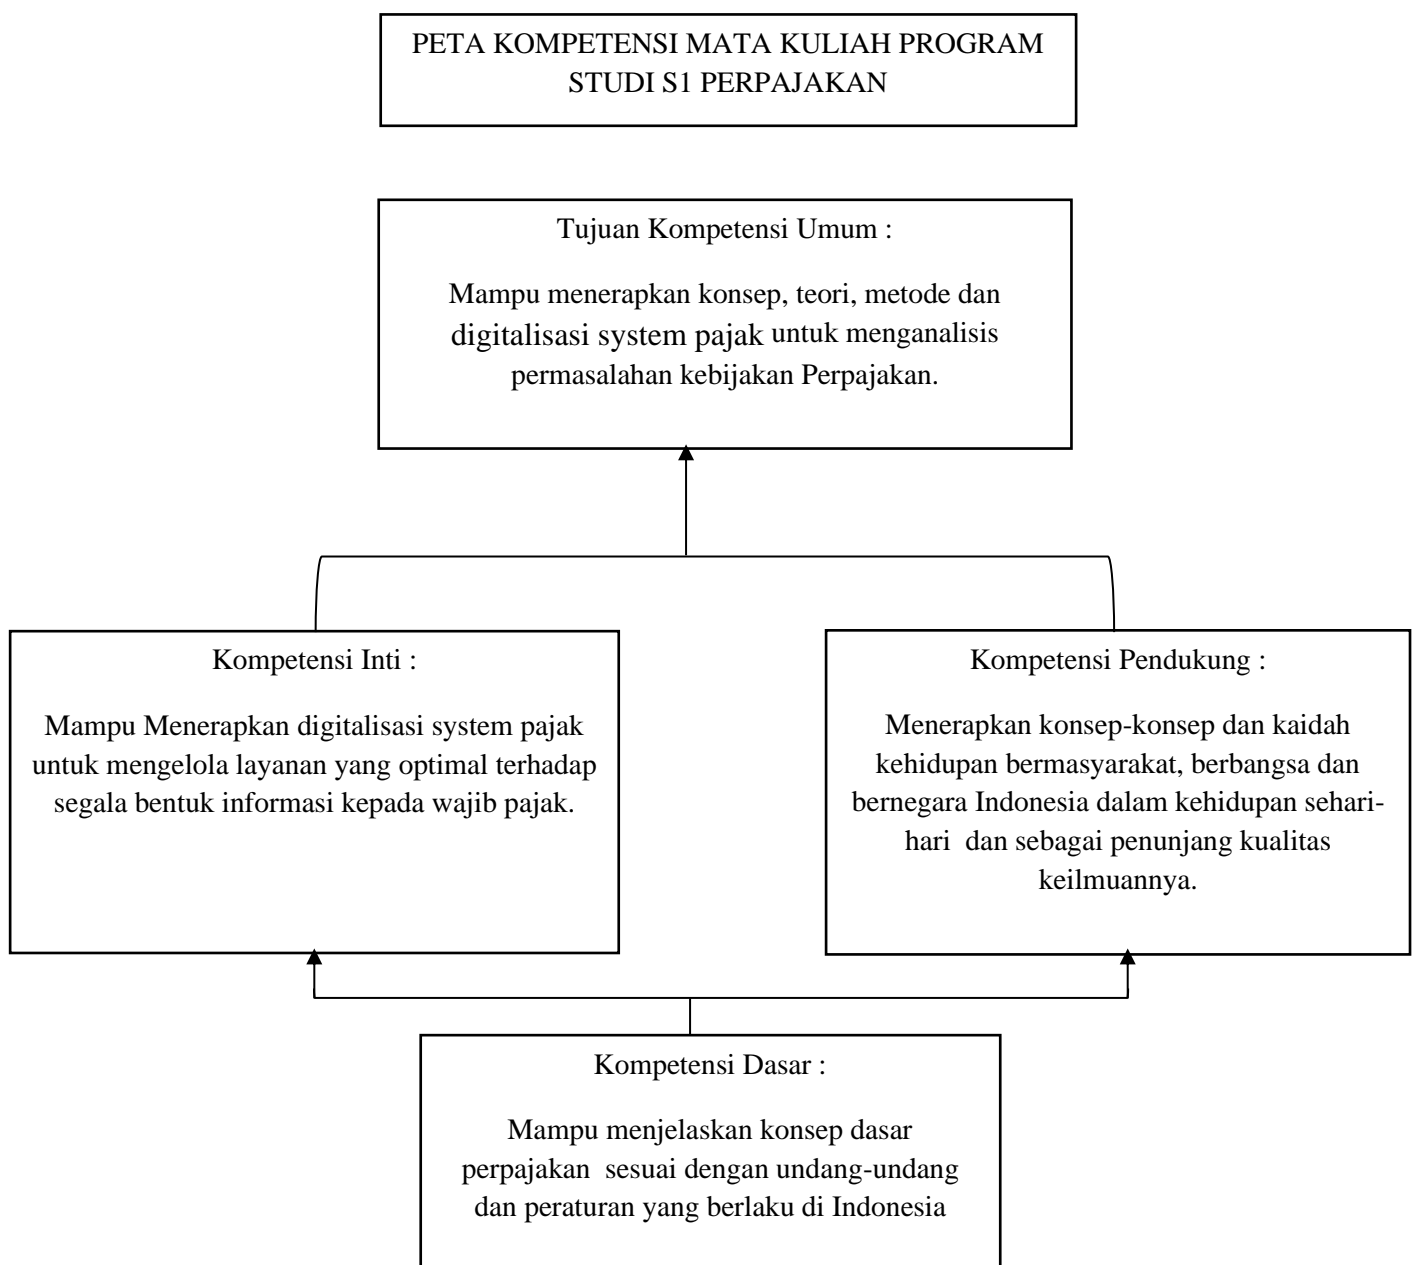 PETA KOMPETENSI MATA KULIAH PROGRAM
STUDI S1 PERPAJAKAN
Tujuan Kompetensi Umum :
Mampu menerapkan konsep, teori, metode dan
digitalisasi system pajak untuk menganalisis
permasalahan kebijakan Perpajakan.
Kompetensi Inti :
Mampu Menerapkan digitalisasi system pajak
untuk mengelola layanan yang optimal terhadap
segala bentuk informasi kepada wajib pajak.
Kompetensi Pendukung :
Menerapkan konsep-konsep dan kaidah
kehidupan bermasyarakat, berbangsa dan
bernegara Indonesia dalam kehidupan sehari-
hari  dan sebagai penunjang kualitas
keilmuannya.
Kompetensi Dasar :
Mampu menjelaskan konsep dasar
perpajakan  sesuai dengan undang-undang
dan peraturan yang berlaku di Indonesia